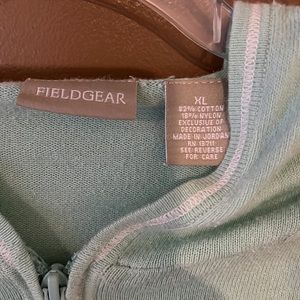 FIELDGEAR
XL
82% COTTON
18% NYLON
EXCLUSIVE OF
DECORATION
MADE IN JORDAN
RN 13711
SEE REVERSE
FOR CARE